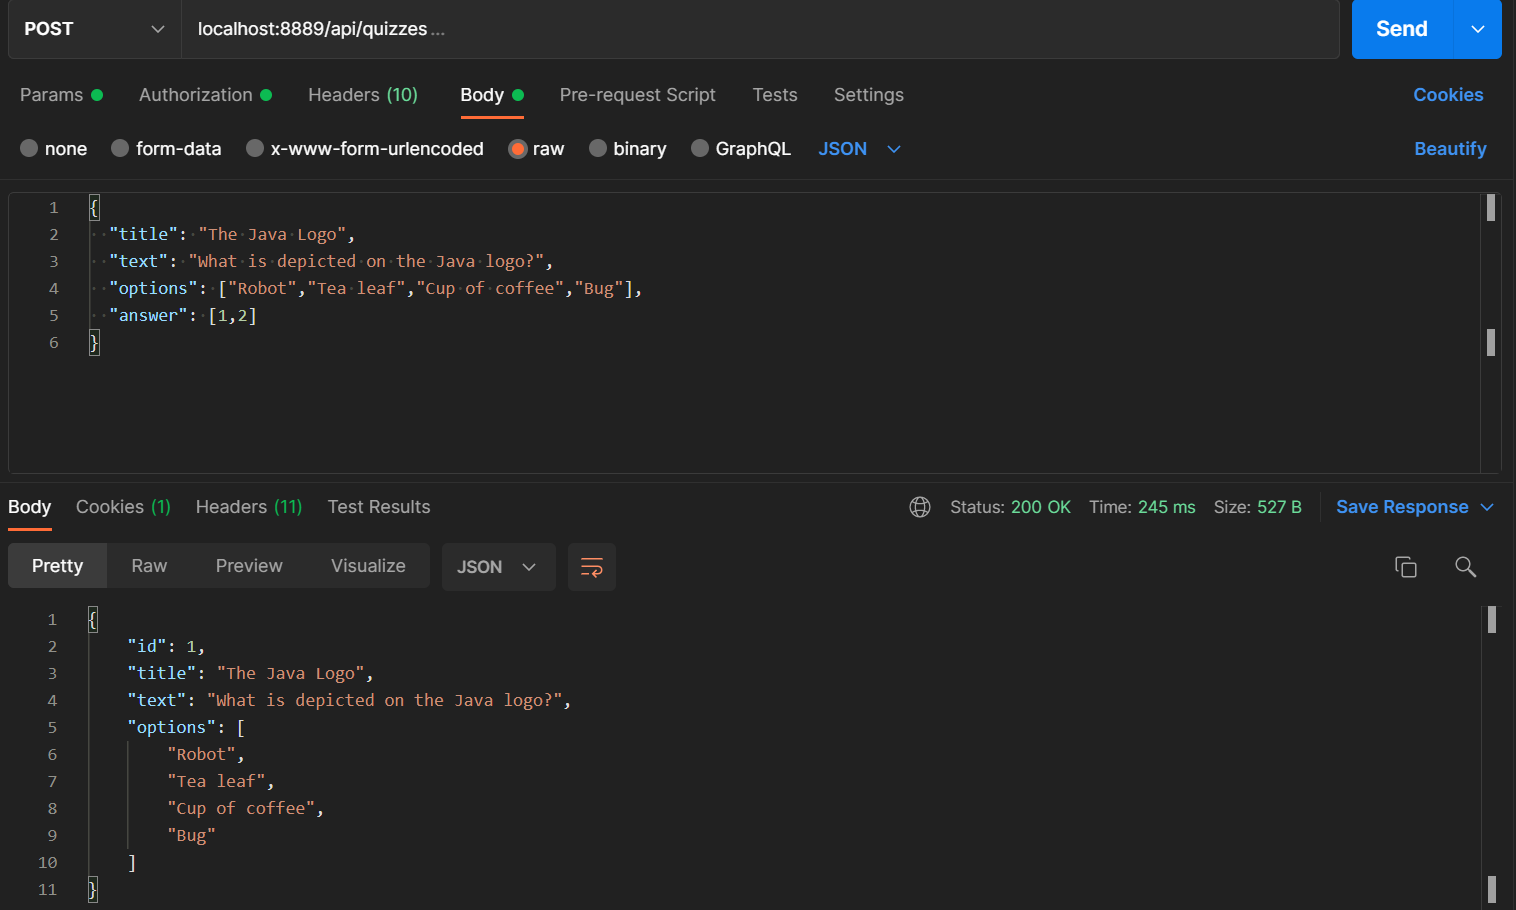 POST localhost:8889/api/quizzes ... Send
Params Authorization Headers (10) Body Pre-request Script Tests Settings Cookies
none form-data x-www-form-urlencoded raw binary GraphQL JSON Beautify
1 {
2 "title": "The Java Logo",
3 "text": "What is depicted on the Java logo?",
4 "options": ["Robot","Tea leaf","Cup of coffee","Bug"],
5 "answer": [1,2]
6 }
Body Cookies (1) Headers (11) Test Results Status: 200 OK Time: 245 ms Size: 527 B Save Response
Pretty Raw Preview Visualize JSON
1 {
2 "id": 1,
3 "title": "The Java Logo",
4 "text": "What is depicted on the Java logo?",
5 "options": [
6 "Robot",
7 "Tea leaf",
8 "Cup of coffee",
9 "Bug"
10 ]
11 }